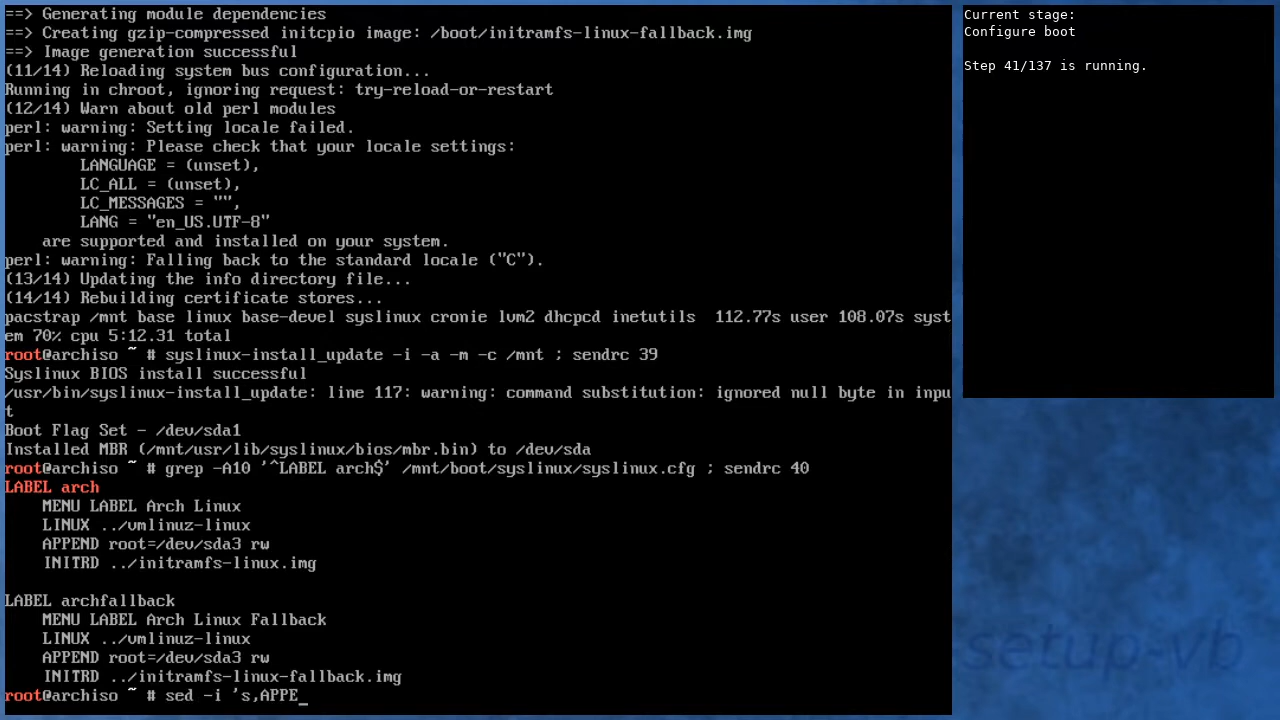 ==> Generating module dependencies
==> Creating gzip-compressed initcpio image: /boot/initramfs-linux-fallback.img
==> Image generation successful
(11/14) Reloading system bus configuration...
Running in chroot, ignoring request: try-reload-or-restart
(12/14) Warn about old perl modules
perl: warning: Setting locale failed.
perl: warning: Please check that your locale settings:
        LANGUAGE = (unset),
        LC_ALL = (unset),
        LC_MESSAGES = "",
        LANG = "en_US.UTF-8"
    are supported and installed on your system.
perl: warning: Falling back to the standard locale ("C").
(13/14) Updating the info directory file...
(14/14) Rebuilding certificate stores...
pacstrap /mnt base linux base-devel syslinux cronie lvm2 dhcpcd inetutils  112.77s user 108.07s syst
em 70% cpu 5:12.31 total
root@archiso ~ # syslinux-install_update -i -a -m -c /mnt ; sendrc 39
Syslinux BIOS install successful
/usr/bin/syslinux-install_update: line 117: warning: command substitution: ignored null byte in inpu
t
Boot Flag Set - /dev/sda1
Installed MBR (/mnt/usr/lib/syslinux/bios/mbr.bin) to /dev/sda
root@archiso ~ # grep -A10 '^LABEL arch$' /mnt/boot/syslinux/syslinux.cfg ; sendrc 40
LABEL arch
    MENU LABEL Arch Linux
    LINUX ../vmlinuz-linux
    APPEND root=/dev/sda3 rw
    INITRD ../initramfs-linux.img

LABEL archfallback
    MENU LABEL Arch Linux Fallback
    LINUX ../vmlinuz-linux
    APPEND root=/dev/sda3 rw
    INITRD ../initramfs-linux-fallback.img
root@archiso ~ # sed -i 's,APPE_
Current stage:
Configure boot

Step 41/137 is running.
setup-vb